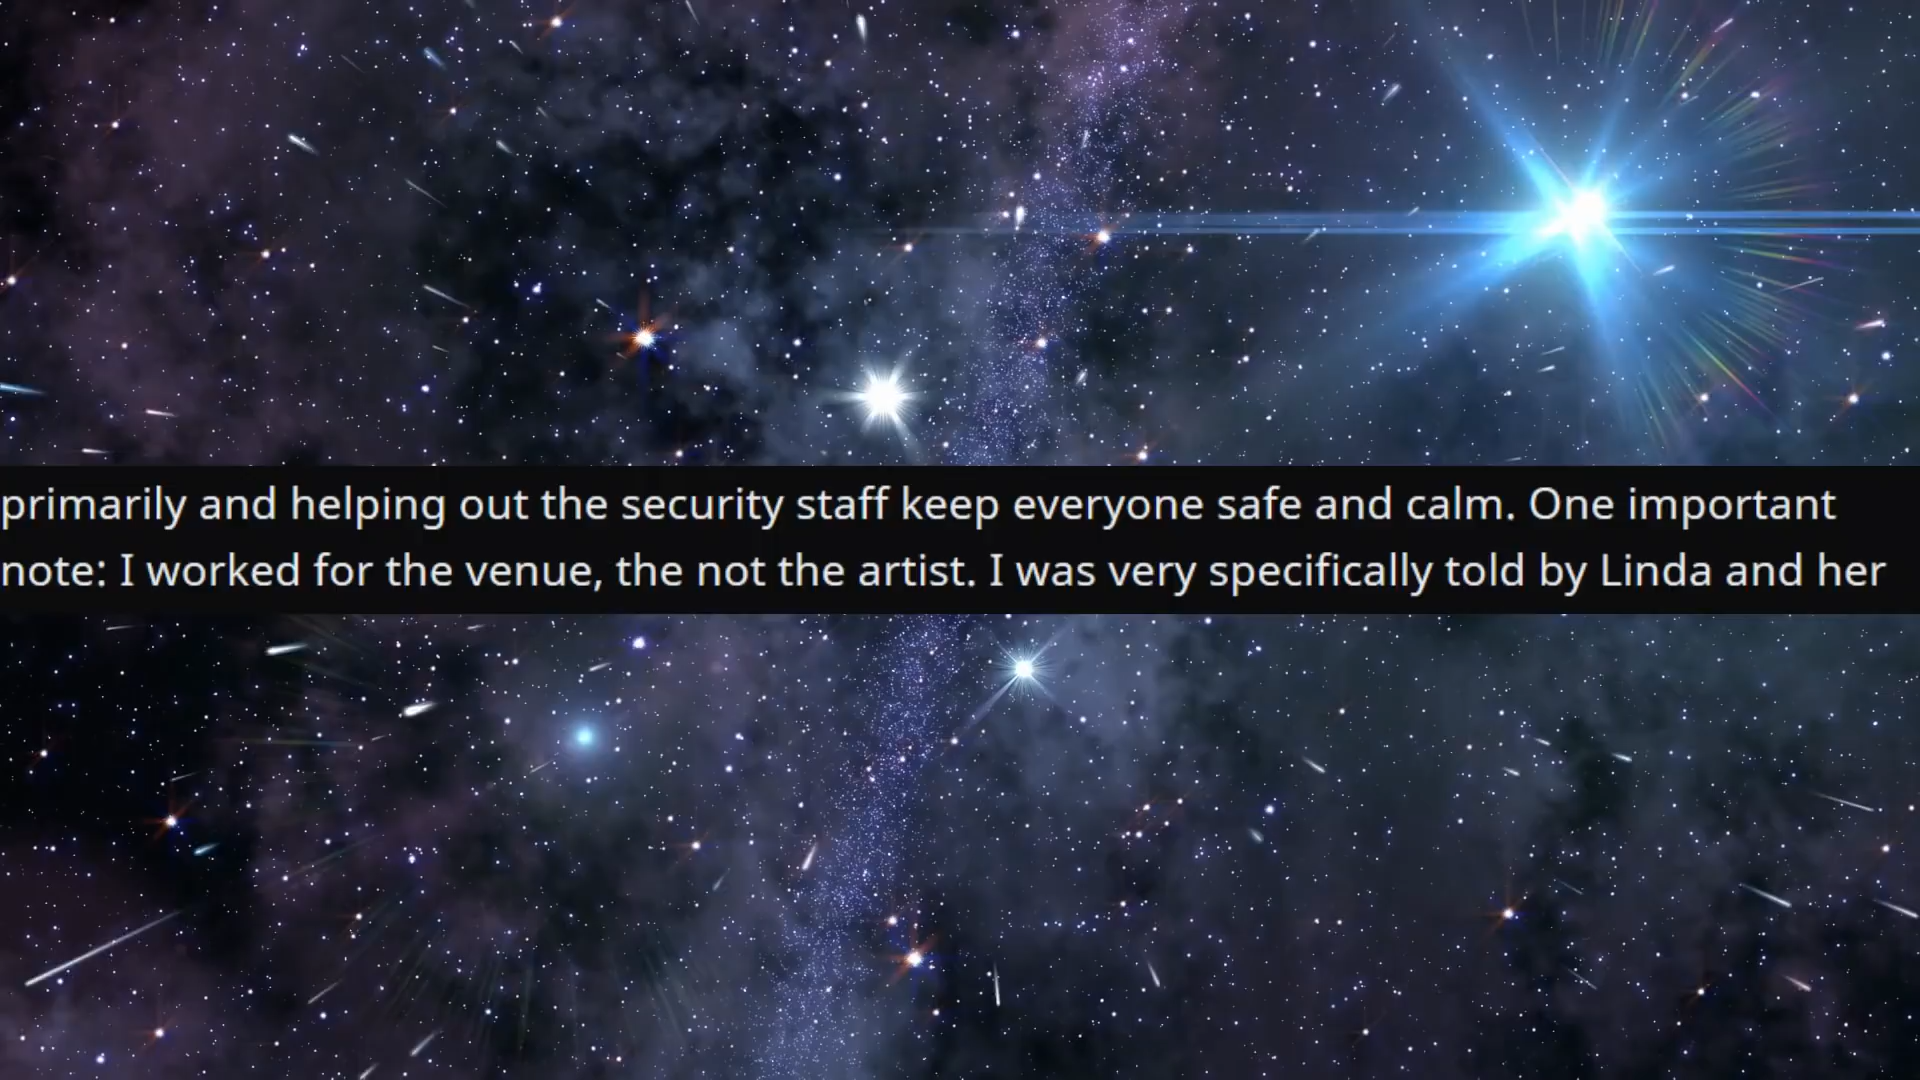 primarily and helping out the security staff keep everyone safe and calm. One important
note: I worked for the venue, the not the artist. I was very specifically told by Linda and her